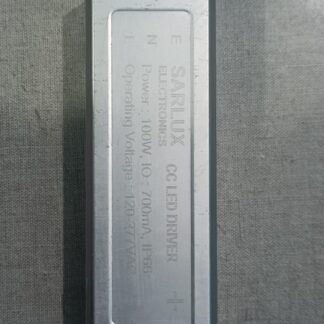 E N L
SARLUX
ELECTRONICS
CC LED DRIVER
Power : 100W, IO : 700mA, IP66
Operating Voltage : 120-277VAC